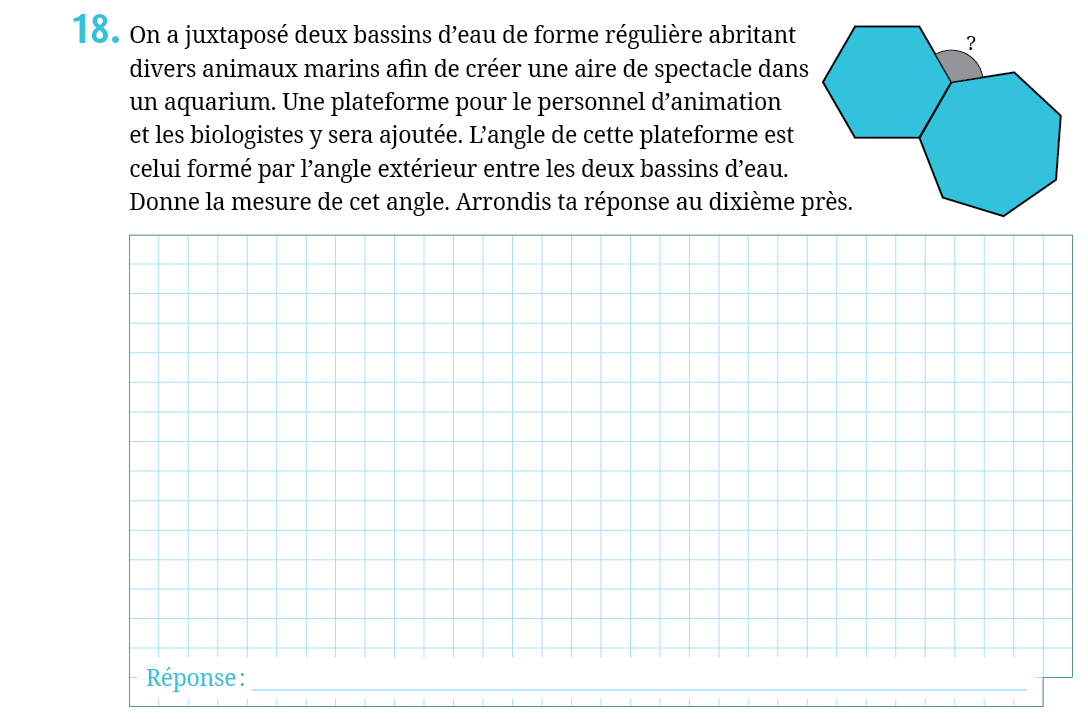 18. On a juxtaposé deux bassins d’eau de forme régulière abritant
divers animaux marins afin de créer une aire de spectacle dans
un aquarium. Une plateforme pour le personnel d’animation
et les biologistes y sera ajoutée. L’angle de cette plateforme est
celui formé par l’angle extérieur entre les deux bassins d’eau.
Donne la mesure de cet angle. Arrondis ta réponse au dixième près.
?
Réponse :